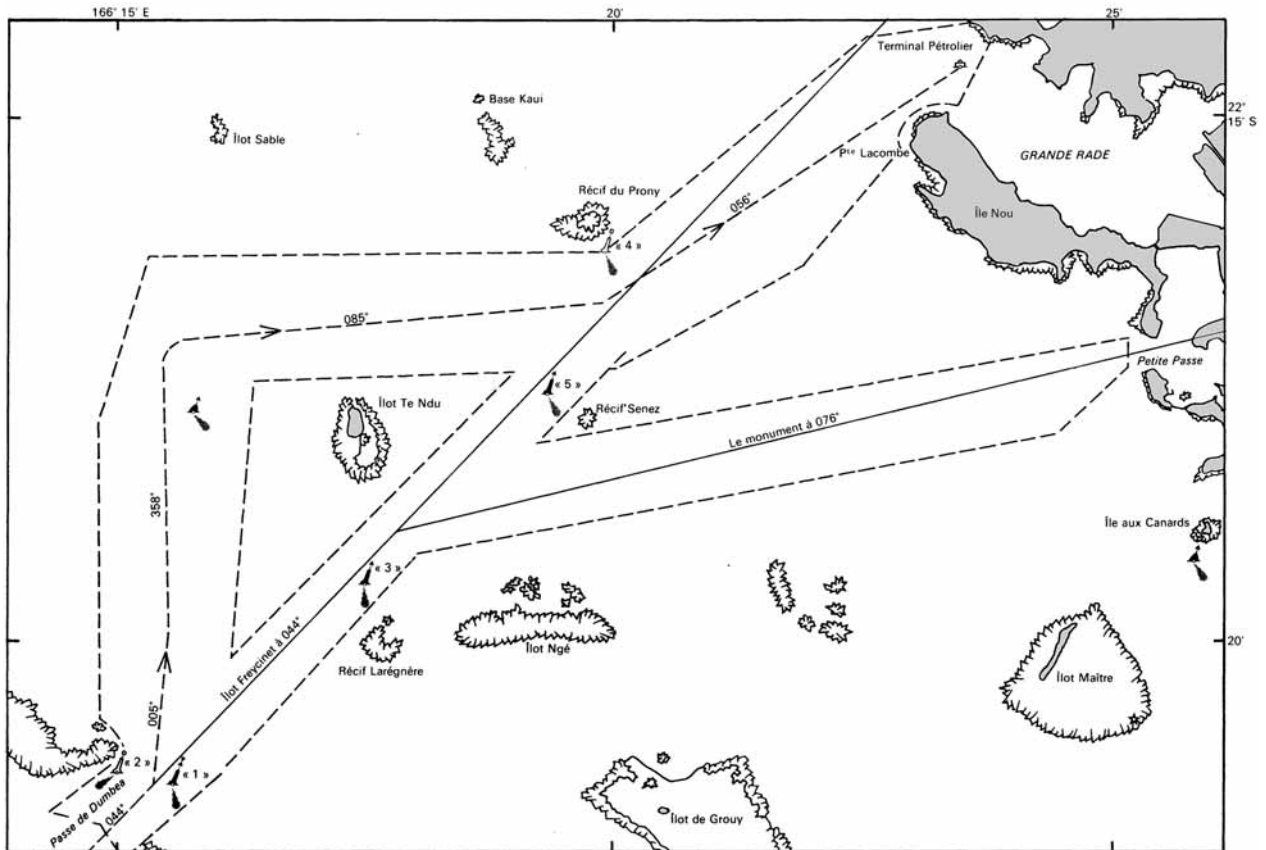 166° 15' E
20'
25'
Terminal Pétrolier
Base Kaui
22°
15' S
Îlot Sable
Pte Lacombe
GRANDE RADE
Récif du Prony
Île Nou
056°
« 4 »
085°
Petite Passe
« 5 »
Îlot Te Ndu
Récif Senez
Le monument à 076°
358°
Île aux Canards
« 3 »
20'
Îlot Ngé
Récif Larégnère
Îlot Freycinet à 044°
Îlot Maître
005°
« 2 »
« 1 »
Passe de Dumbea
044°
Îlot de Grouy